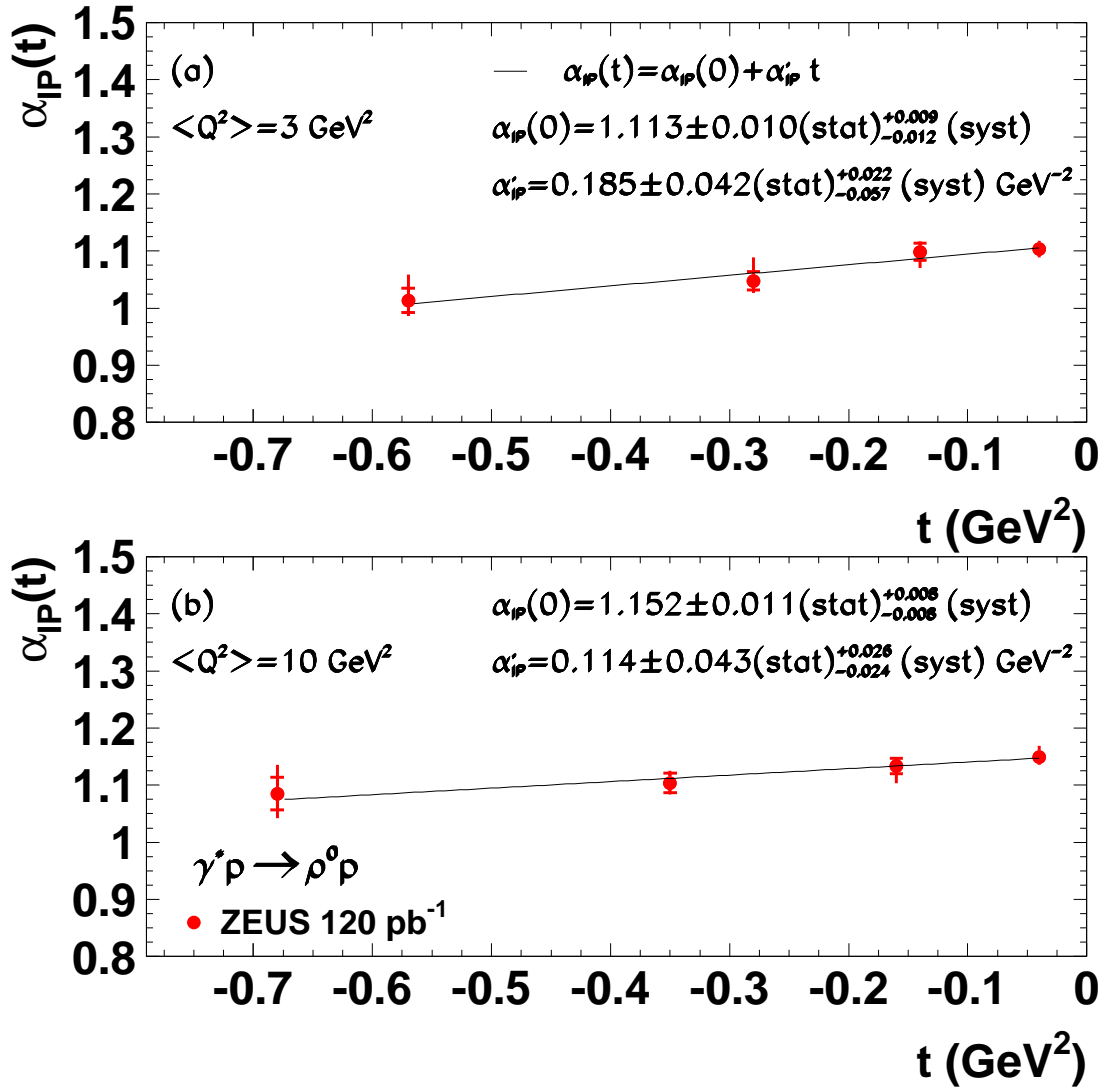 α_IP(t)
1.5
1.4
1.3
1.2
1.1
1
0.9
0.8
(a)
— α_IP(t)=α_IP(0)+α′_IP t
<Q²>=3 GeV²
α_IP(0)=1.113±0.010(stat)+0.009 −0.012 (syst)
α′_IP=0.185±0.042(stat)+0.022 −0.057 (syst) GeV⁻²
-0.7 -0.6 -0.5 -0.4 -0.3 -0.2 -0.1 0
t (GeV²)
α_IP(t)
1.5
1.4
1.3
1.2
1.1
1
0.9
0.8
(b)
α_IP(0)=1.152±0.011(stat)+0.006 −0.006 (syst)
<Q²>=10 GeV²
α′_IP=0.114±0.043(stat)+0.026 −0.024 (syst) GeV⁻²
γ*p → ρ⁰p
ZEUS 120 pb⁻¹
-0.7 -0.6 -0.5 -0.4 -0.3 -0.2 -0.1 0
t (GeV²)